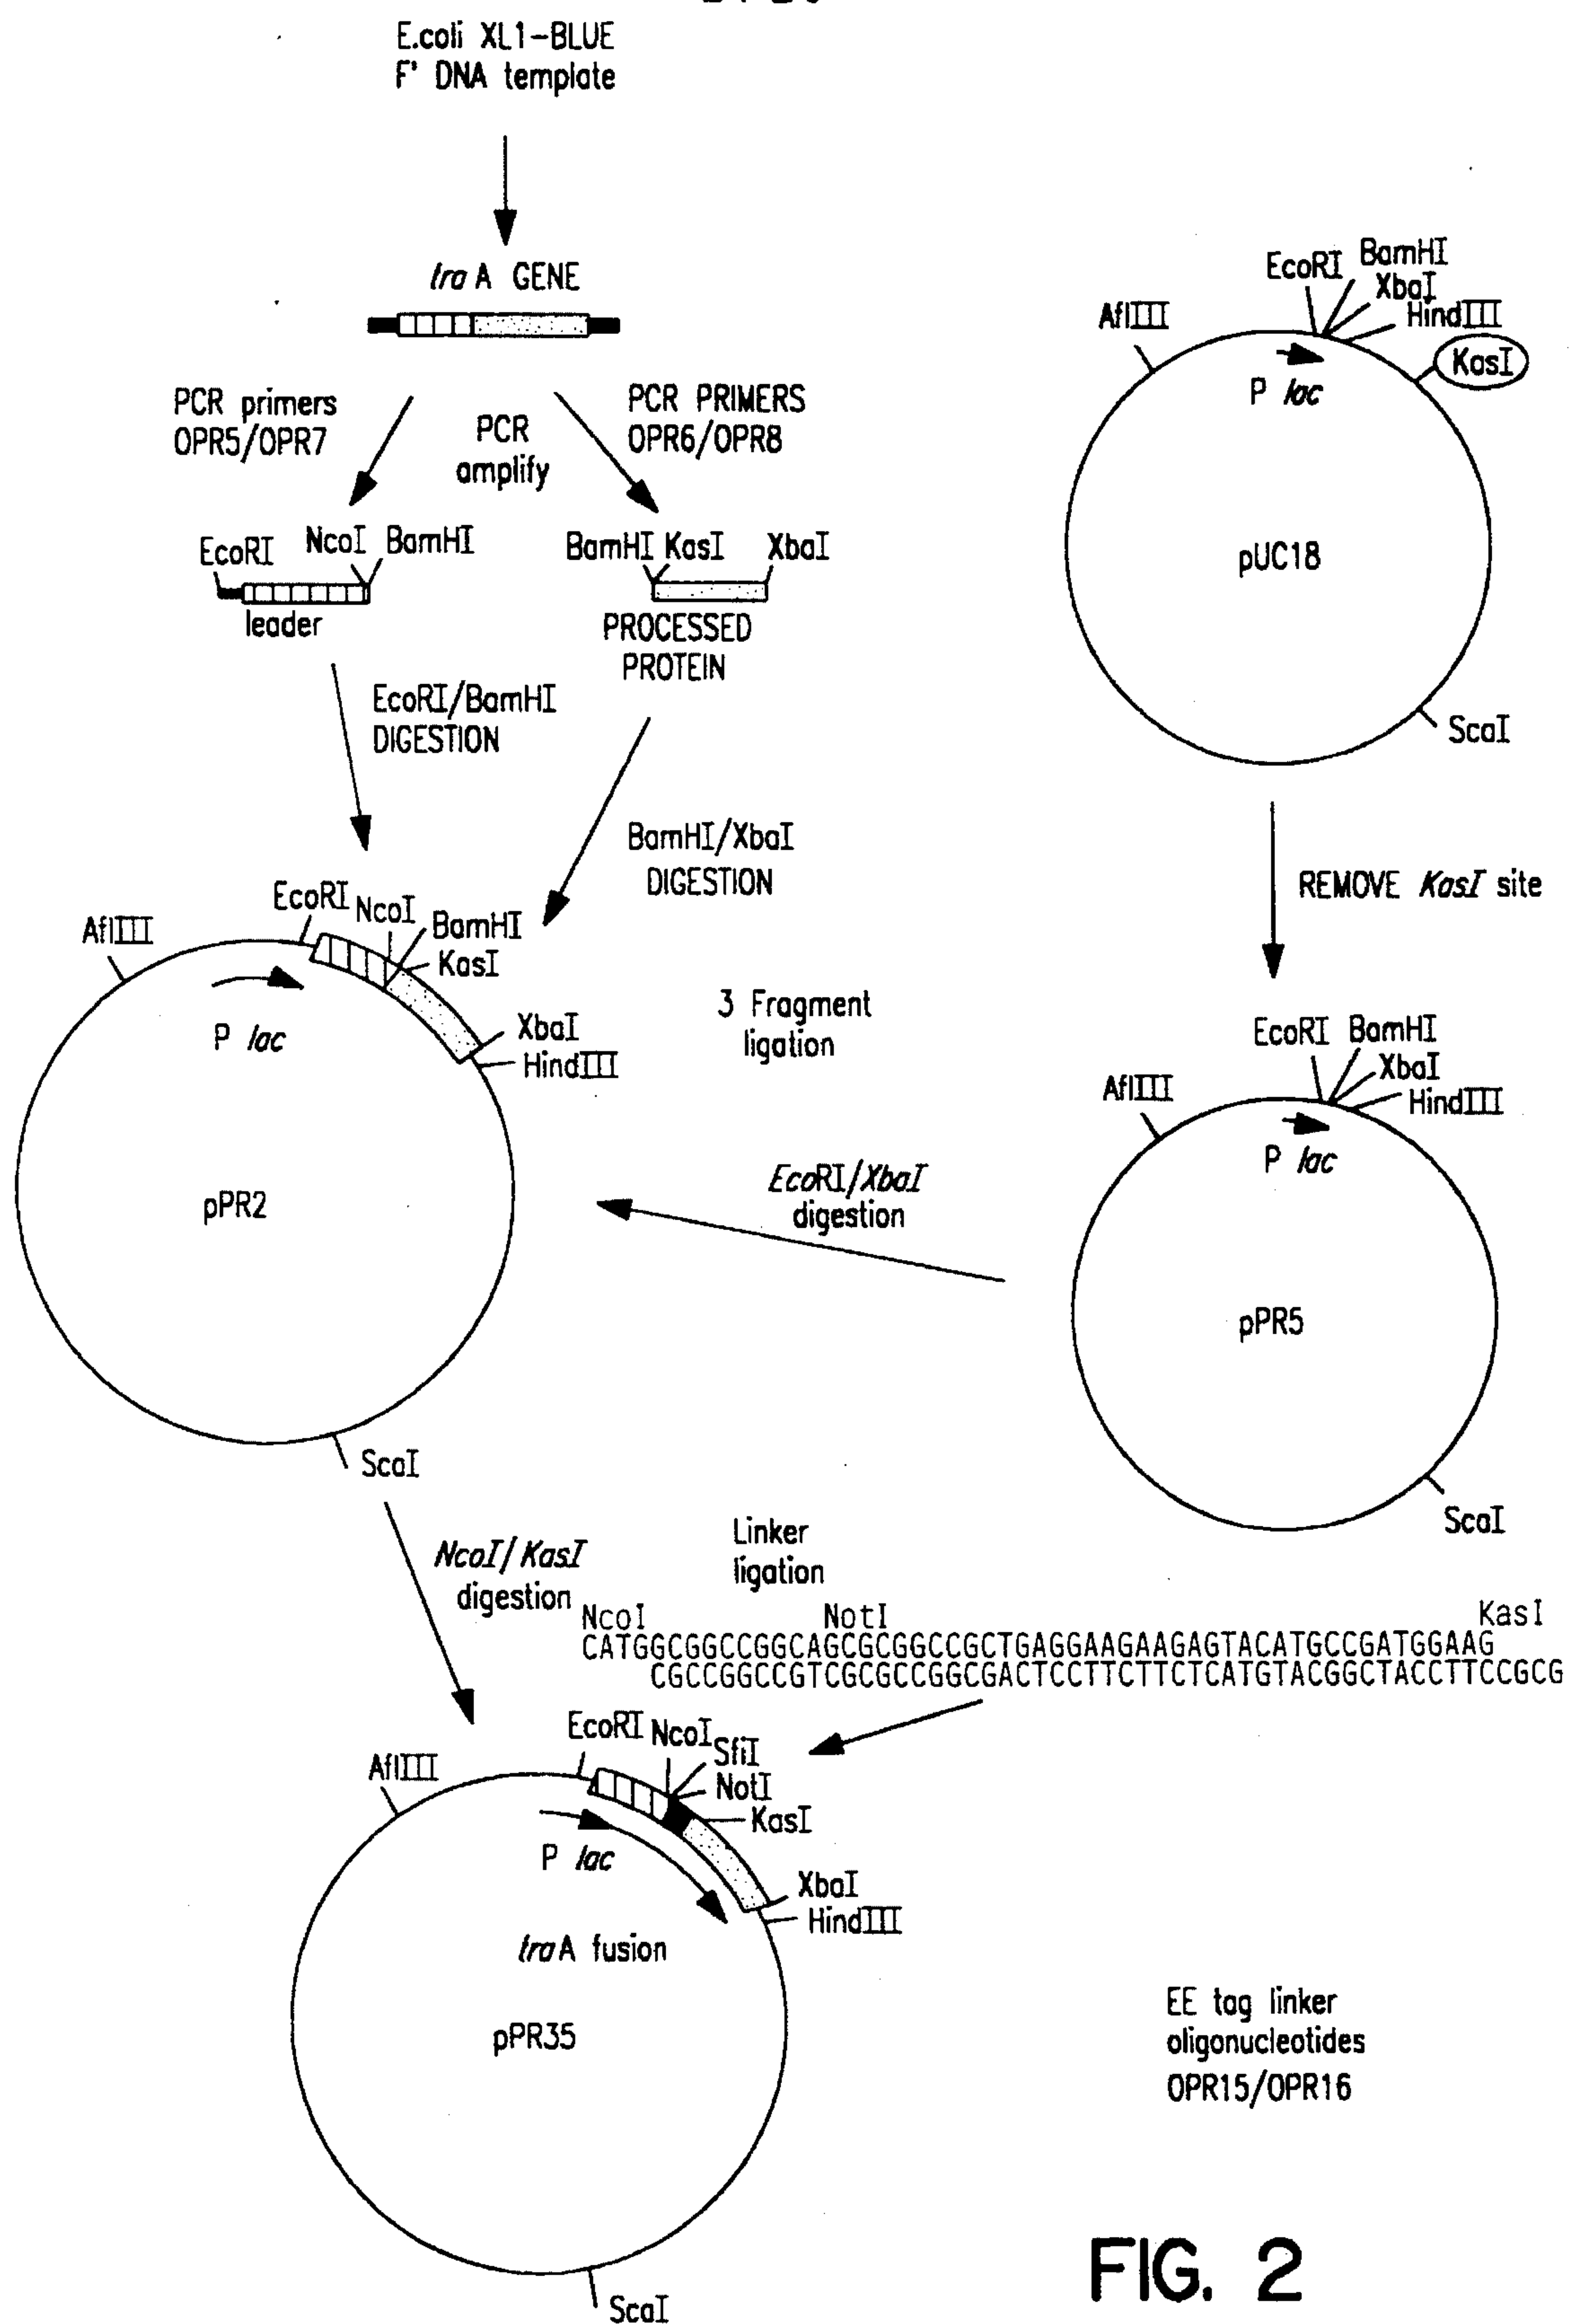 E.coli XL1-BLUE
F' DNA template
tra A GENE
PCR primers
OPR5/OPR7
PCR
amplify
PCR PRIMERS
OPR6/OPR8
EcoRI
NcoI
BamHI
leader
BamHI
KasI
XbaI
PROCESSED
PROTEIN
EcoRI/BamHI
DIGESTION
BamHI/XbaI
DIGESTION
AflIII
EcoRI
BamHI
XbaI
HindIII
KasI
P lac
pUC18
ScaI
REMOVE KasI site
AflIII
EcoRI
BamHI
XbaI
HindIII
P lac
pPR5
ScaI
3 Fragment
ligation
EcoRI/XbaI
digestion
AflIII
EcoRI
NcoI
BamHI
KasI
XbaI
HindIII
P lac
pPR2
ScaI
NcoI/KasI
digestion
Linker
ligation
NcoI NotI KasI
CATGGCGGCCGGCAGCGCGGCCGCTGAGGAAGAAGAGTACATGCCGATGGAAG
CGCCGGCCGTCGCGCCGGCGACTCCTTCTTCTCATGTACGGCTACCTTCCGCG
AflIII
EcoRI
NcoI
SfiI
NotI
KasI
XbaI
HindIII
P lac
traA fusion
pPR35
ScaI
EE tag linker
oligonucleotides
OPR15/OPR16
FIG. 2